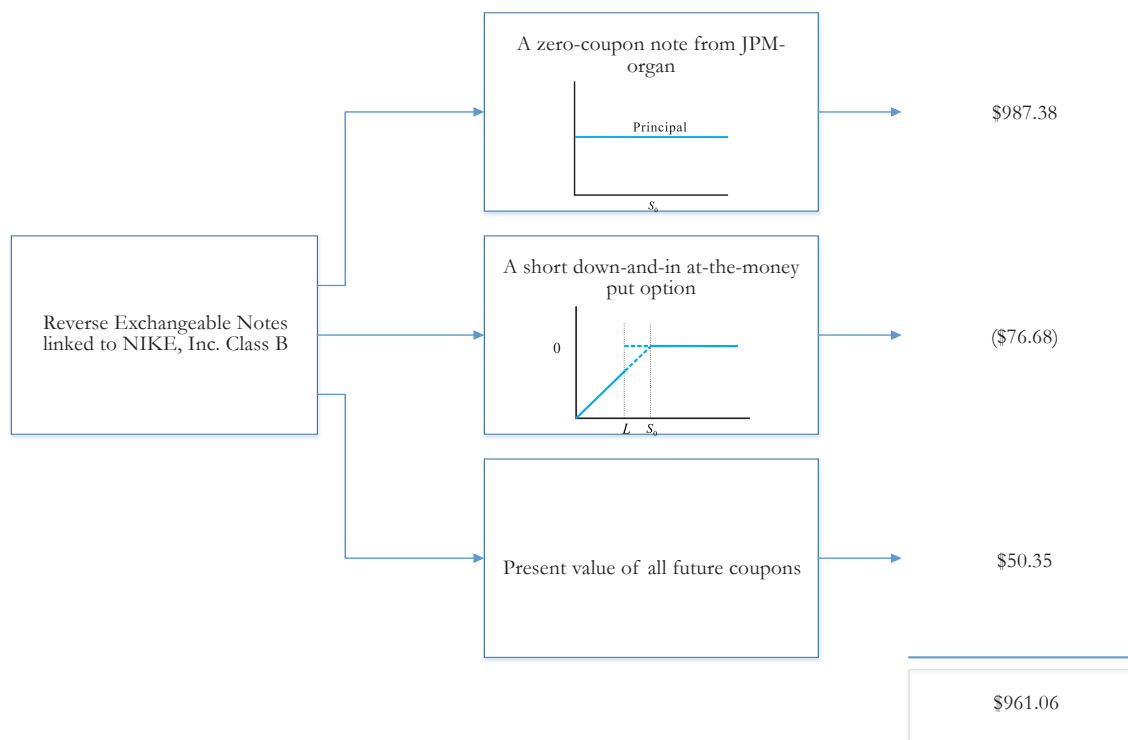 A zero-coupon note from JPM-
organ
Principal
S₀
$987.38
Reverse Exchangeable Notes
linked to NIKE, Inc. Class B
A short down-and-in at-the-money
put option
0
L S₀
($76.68)
Present value of all future coupons
$50.35
$961.06